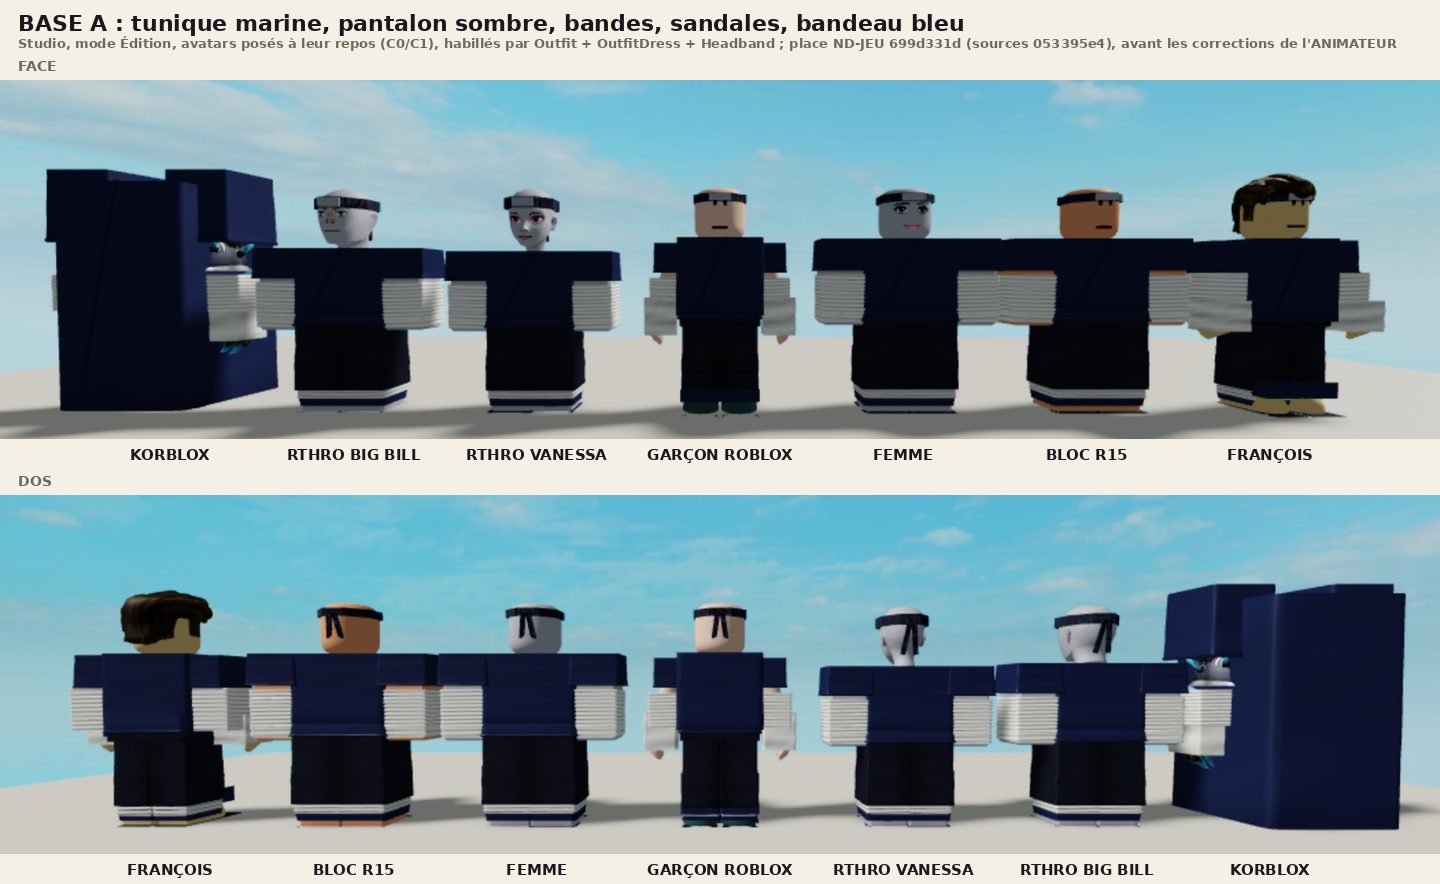 BASE A : tunique marine, pantalon sombre, bandes, sandales, bandeau bleu
Studio, mode Édition, avatars posés à leur repos (C0/C1), habillés par Outfit + OutfitDress + Headband ; place ND-JEU 699d331d (sources 053395e4), avant les corrections de l'ANIMATEUR
FACE
KORBLOX RTHRO BIG BILL RTHRO VANESSA GARÇON ROBLOX FEMME BLOC R15 FRANÇOIS
DOS
FRANÇOIS BLOC R15 FEMME GARÇON ROBLOX RTHRO VANESSA RTHRO BIG BILL KORBLOX